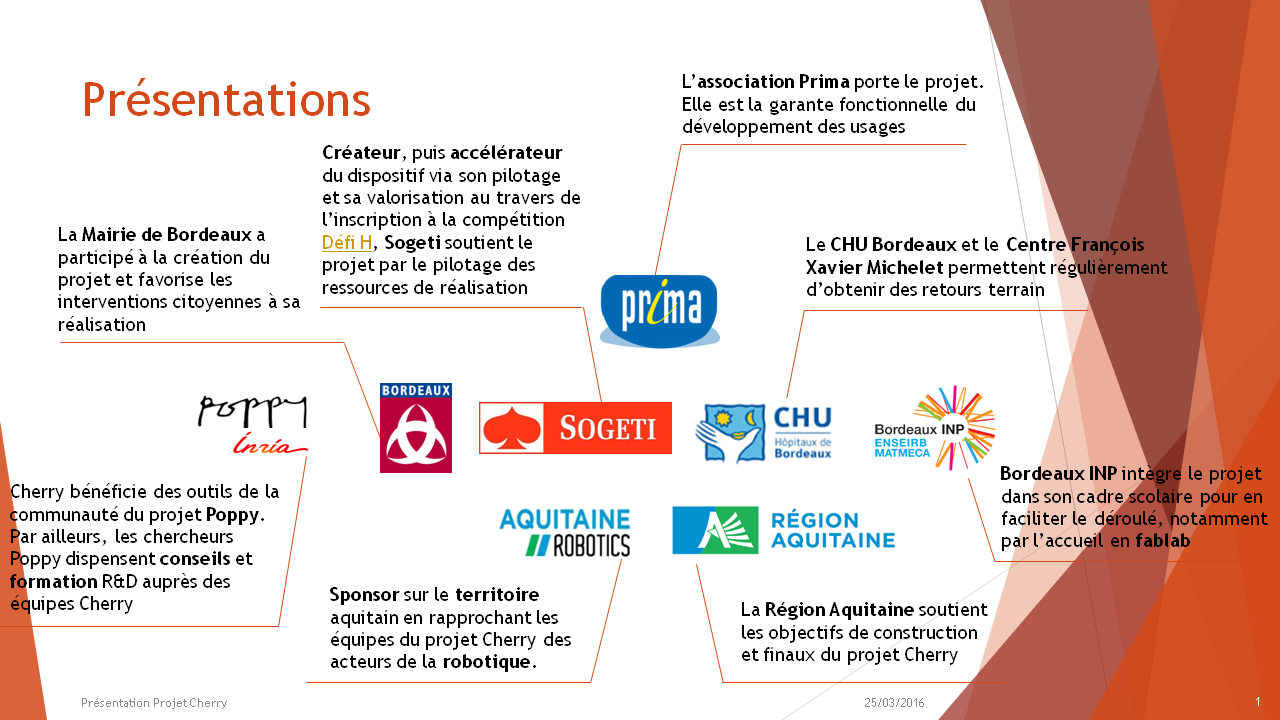 Présentations
L'association Prima porte le projet.
Elle est la garante fonctionnelle du
développement des usages
Créateur, puis accélérateur
du dispositif via son pilotage
et sa valorisation au travers de
l'inscription à la compétition
Défi H, Sogeti soutient le
projet par le pilotage des
ressources de réalisation
La Mairie de Bordeaux a
participé à la création du
projet et favorise les
interventions citoyennes à sa
réalisation
Le CHU Bordeaux et le Centre François
Xavier Michelet permettent régulièrement
d'obtenir des retours terrain
prima
POPPY
Inria
BORDEAUX
SOGETI
CHU
Hôpitaux de
Bordeaux
Bordeaux INP
ENSEIRB
MATMECA
Cherry bénéficie des outils de la
communauté du projet Poppy.
Par ailleurs, les chercheurs
Poppy dispensent conseils et
formation R&D auprès des
équipes Cherry
Bordeaux INP intègre le projet
dans son cadre scolaire pour en
faciliter le déroulé, notamment
par l'accueil en fablab
AQUITAINE
ROBOTICS
RÉGION
AQUITAINE
Sponsor sur le territoire
aquitain en rapprochant les
équipes du projet Cherry des
acteurs de la robotique.
La Région Aquitaine soutient
les objectifs de construction
et finaux du projet Cherry
Présentation Projet Cherry
25/03/2016
1